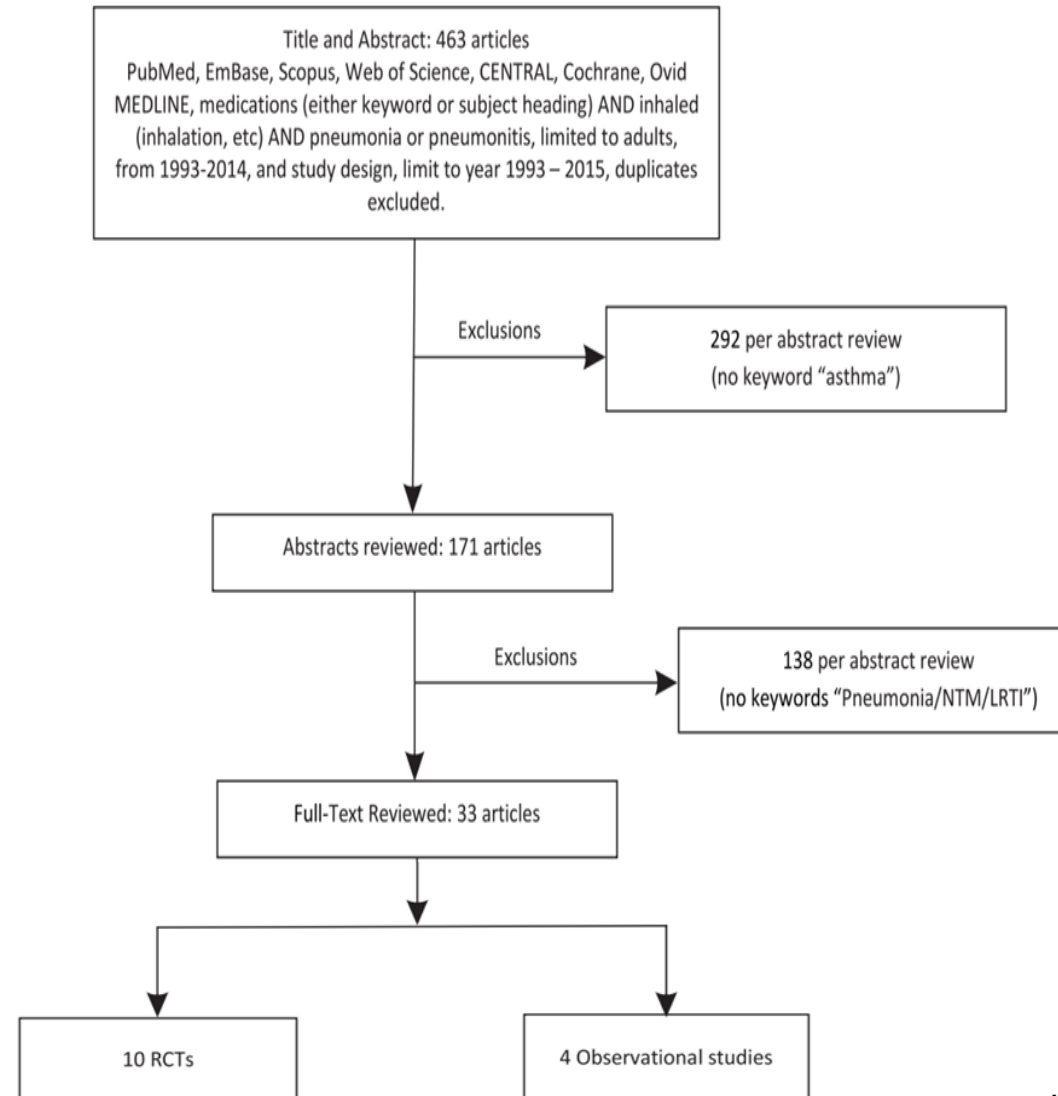 Title and Abstract: 463 articles
PubMed, EmBase, Scopus, Web of Science, CENTRAL, Cochrane, Ovid
MEDLINE, medications (either keyword or subject heading) AND inhaled
(inhalation, etc) AND pneumonia or pneumonitis, limited to adults,
from 1993-2014, and study design, limit to year 1993 – 2015, duplicates
excluded.
Exclusions
292 per abstract review
(no keyword “asthma”)
Abstracts reviewed: 171 articles
Exclusions
138 per abstract review
(no keywords “Pneumonia/NTM/LRTI”)
Full-Text Reviewed: 33 articles
10 RCTs
4 Observational studies